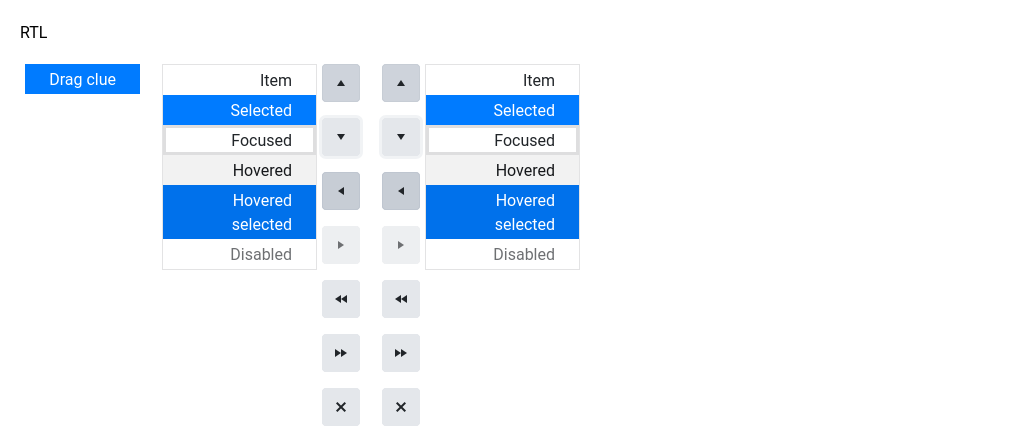 RTL
Drag clue
Item
Selected
Focused
Hovered
Hovered
selected
Disabled
Item
Selected
Focused
Hovered
Hovered
selected
Disabled